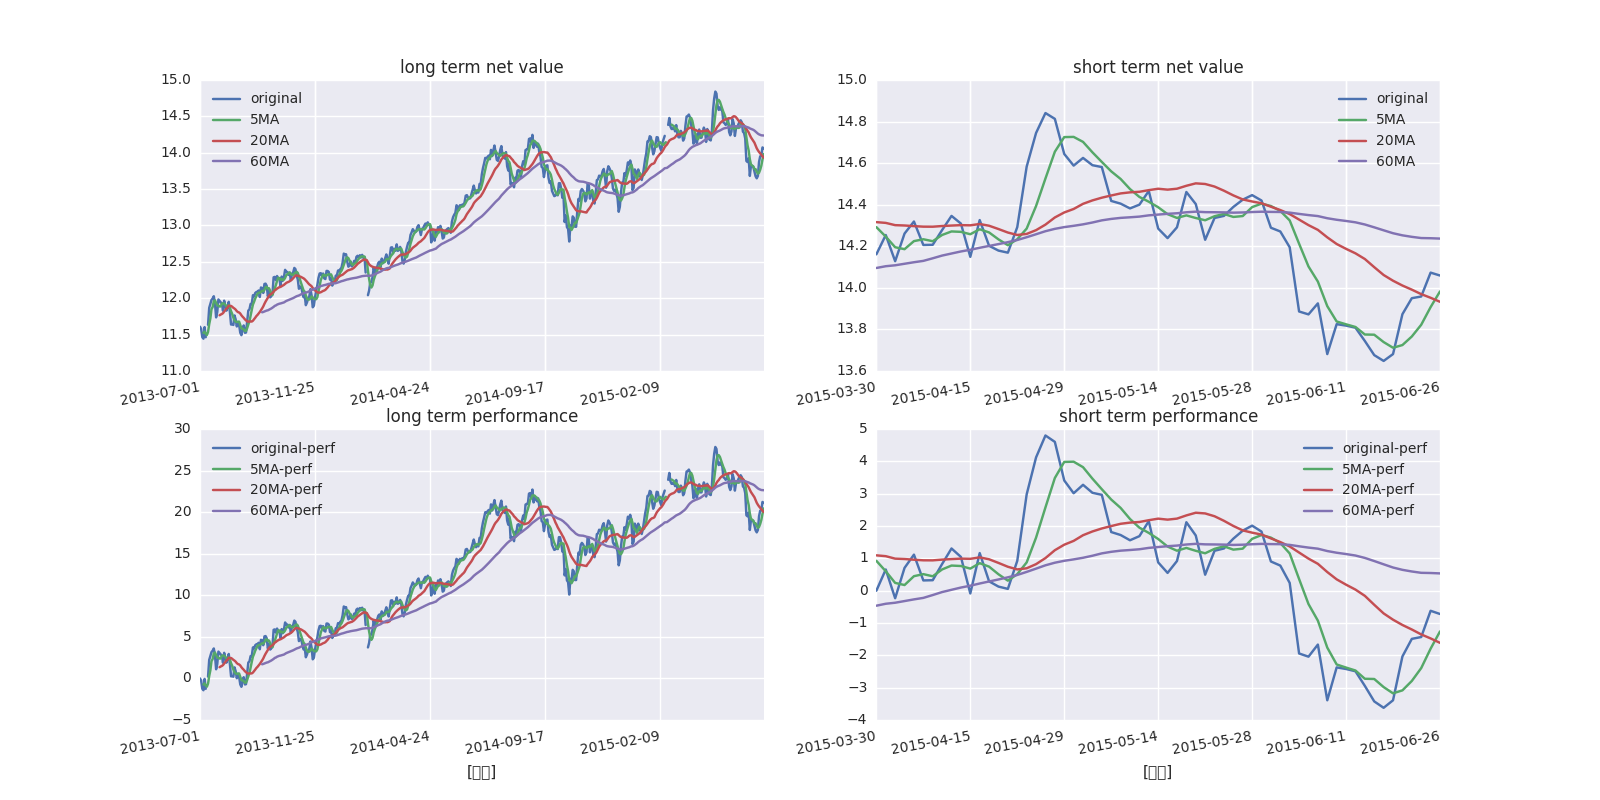 long term net value
15.0
14.5
14.0
13.5
13.0
12.5
12.0
11.5
11.0
original
5MA
20MA
60MA
2013-07-01
2013-11-25
2014-04-24
2014-09-17
2015-02-09
short term net value
15.0
14.8
14.6
14.4
14.2
14.0
13.8
13.6
original
5MA
20MA
60MA
2015-03-30
2015-04-15
2015-04-29
2015-05-14
2015-05-28
2015-06-11
2015-06-26
long term performance
30
25
20
15
10
5
0
−5
original-perf
5MA-perf
20MA-perf
60MA-perf
2013-07-01
2013-11-25
2014-04-24
2014-09-17
2015-02-09
short term performance
5
4
3
2
1
0
−1
−2
−3
−4
original-perf
5MA-perf
20MA-perf
60MA-perf
2015-03-30
2015-04-15
2015-04-29
2015-05-14
2015-05-28
2015-06-11
2015-06-26